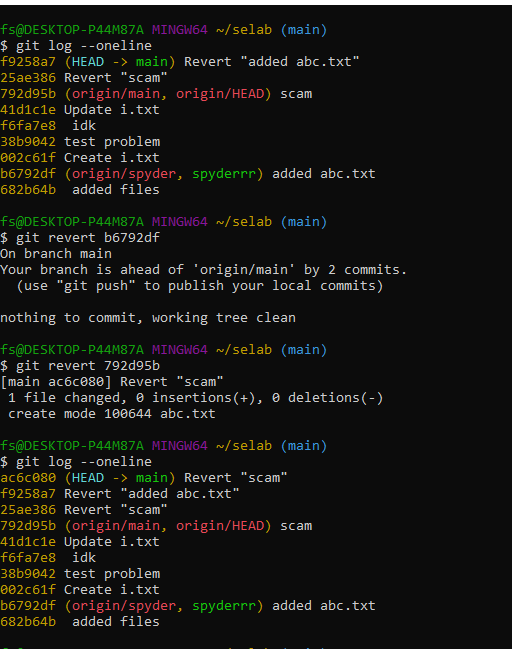 fs@DESKTOP-P44M87A MINGW64 ~/selab (main)
$ git log --oneline
f9258a7 (HEAD -> main) Revert "added abc.txt"
25ae386 Revert "scam"
792d95b (origin/main, origin/HEAD) scam
41d1c1e Update i.txt
f6fa7e8  idk
38b9042 test problem
002c61f Create i.txt
b6792df (origin/spyder, spyderrr) added abc.txt
682b64b  added files
fs@DESKTOP-P44M87A MINGW64 ~/selab (main)
$ git revert b6792df
On branch main
Your branch is ahead of 'origin/main' by 2 commits.
  (use "git push" to publish your local commits)
nothing to commit, working tree clean
fs@DESKTOP-P44M87A MINGW64 ~/selab (main)
$ git revert 792d95b
[main ac6c080] Revert "scam"
 1 file changed, 0 insertions(+), 0 deletions(-)
 create mode 100644 abc.txt
fs@DESKTOP-P44M87A MINGW64 ~/selab (main)
$ git log --oneline
ac6c080 (HEAD -> main) Revert "scam"
f9258a7 Revert "added abc.txt"
25ae386 Revert "scam"
792d95b (origin/main, origin/HEAD) scam
41d1c1e Update i.txt
f6fa7e8  idk
38b9042 test problem
002c61f Create i.txt
b6792df (origin/spyder, spyderrr) added abc.txt
682b64b  added files